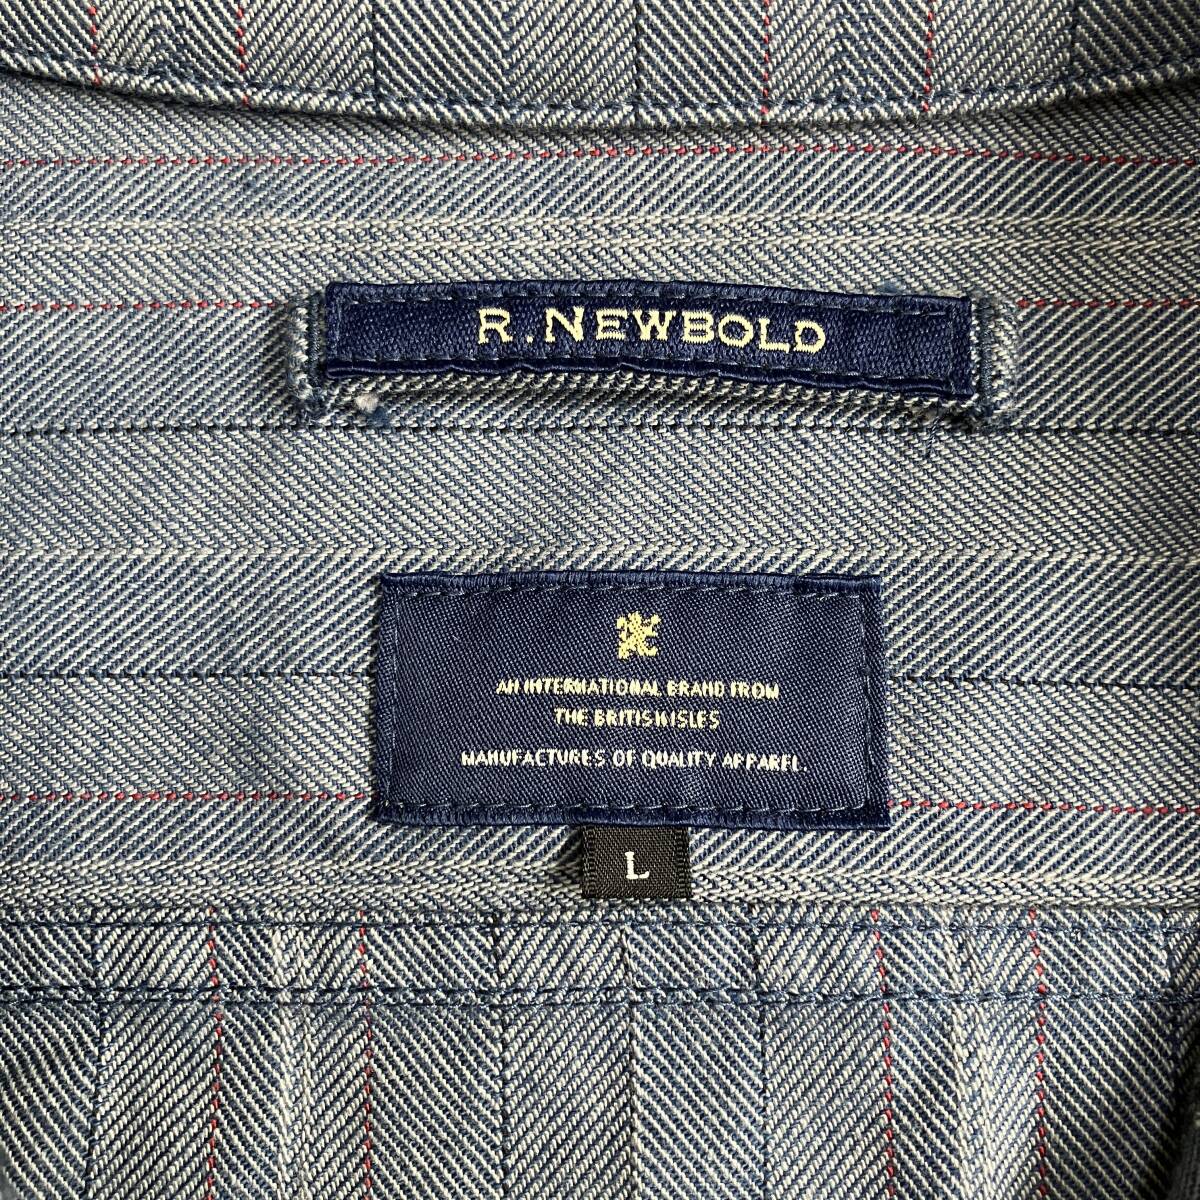 R. NEWBOLD
AN INTERNATIONAL BRAND FROM
THE BRITISH ISLES
MANUFACTURES OF QUALITY APPAREL.
L